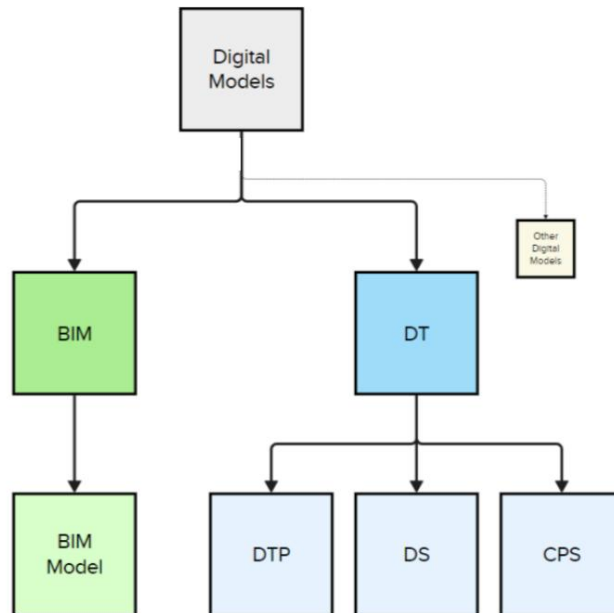 Digital
Models
Other
Digital
Models
BIM
DT
BIM
Model
DTP
DS
CPS